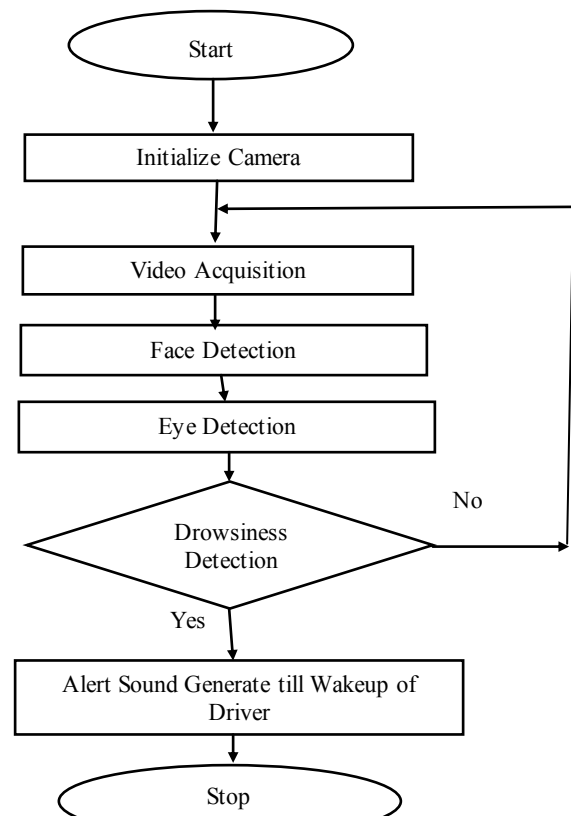 Start
Initialize Camera
Video Acquisition
Face Detection
Eye Detection
No
Drowsiness
Detection
Yes
Alert Sound Generate till Wakeup of
Driver
Stop